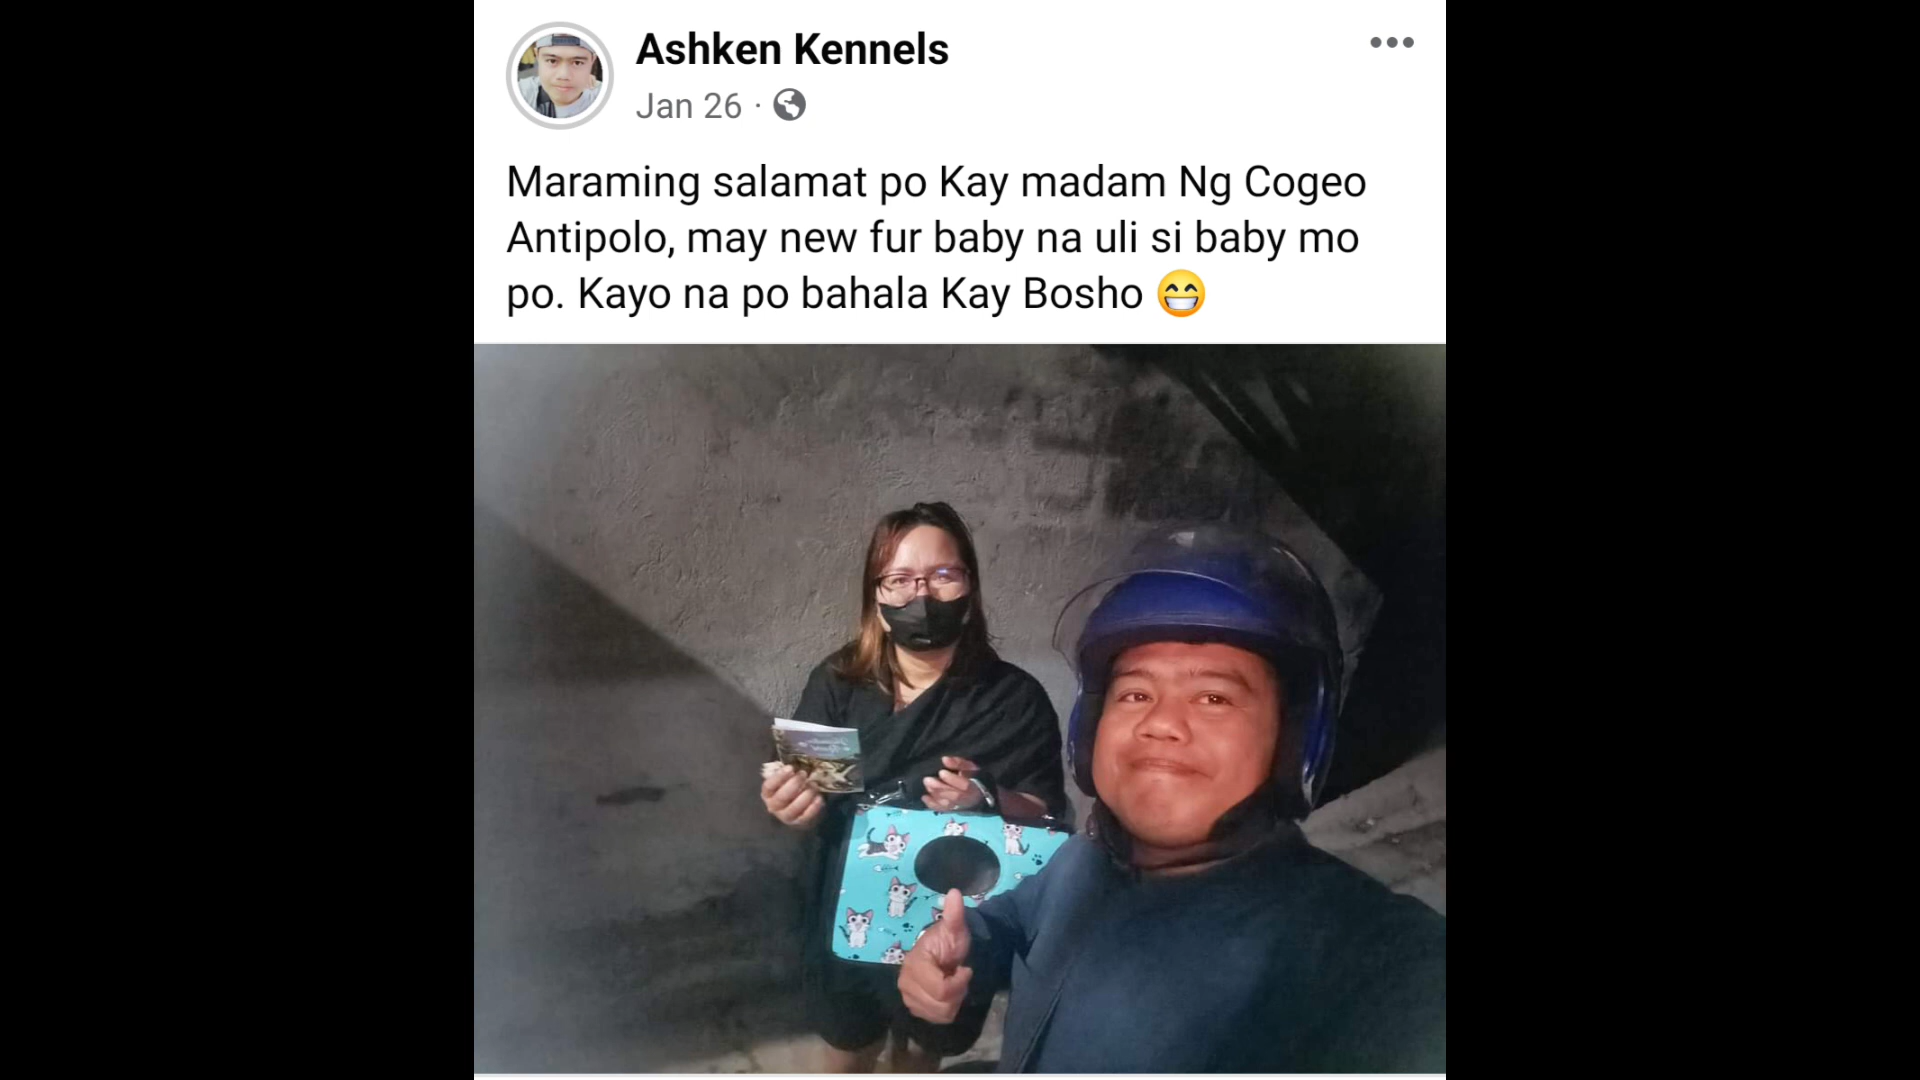 Ashken Kennels
Jan 26 ·
Maraming salamat po Kay madam Ng Cogeo
Antipolo, may new fur baby na uli si baby mo
po. Kayo na po bahala Kay Bosho 😁